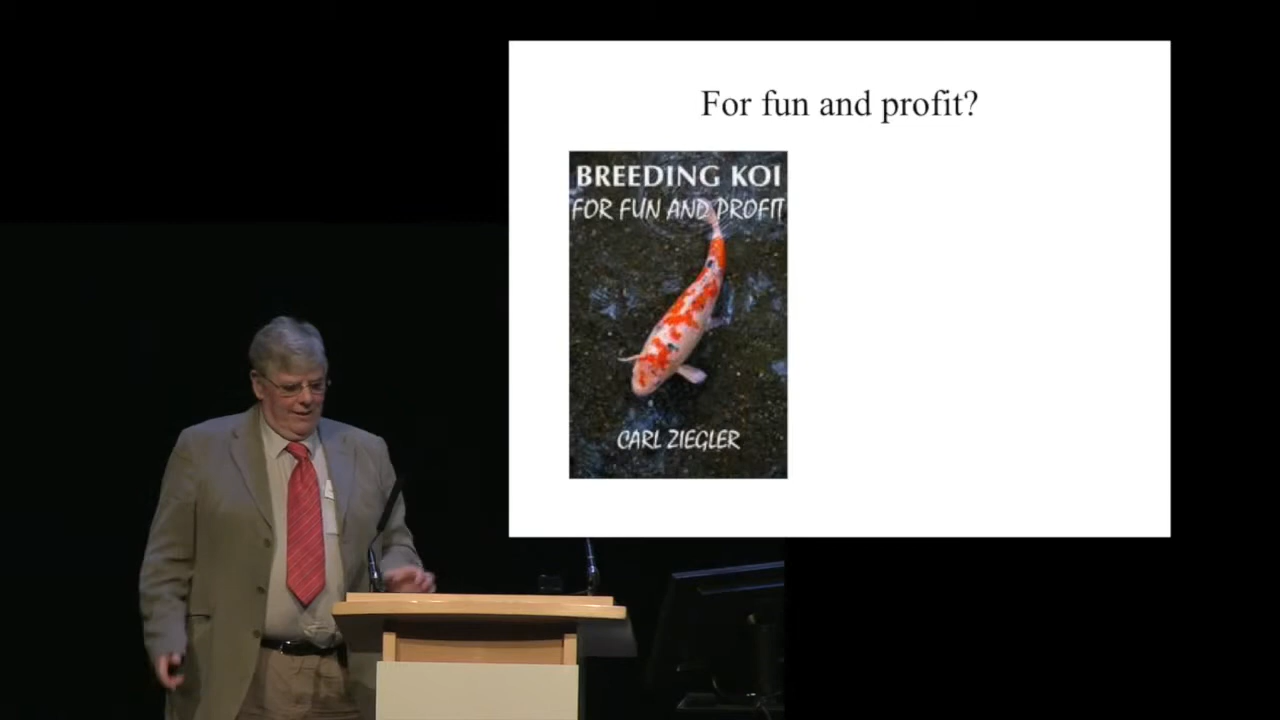 For fun and profit?
BREEDING KOI
FOR FUN AND PROFIT
CARL ZIEGLER